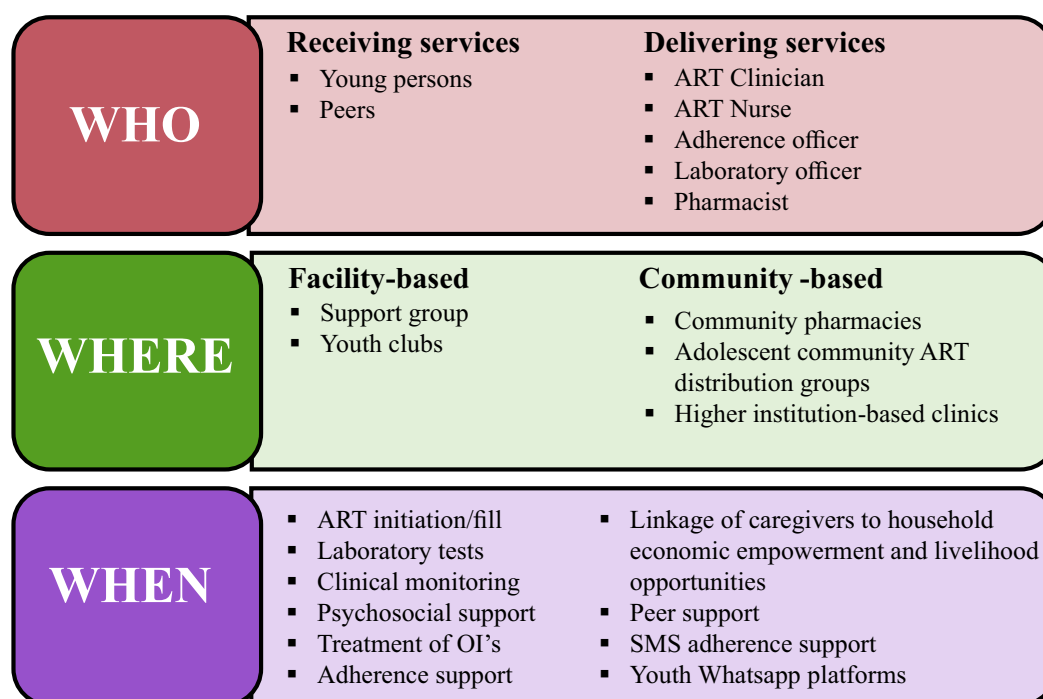 WHO
Receiving services
▪ Young persons
▪ Peers
Delivering services
▪ ART Clinician
▪ ART Nurse
▪ Adherence officer
▪ Laboratory officer
▪ Pharmacist
WHERE
Facility-based
▪ Support group
▪ Youth clubs
Community -based
▪ Community pharmacies
▪ Adolescent community ART
distribution groups
▪ Higher institution-based clinics
WHEN
▪ ART initiation/fill
▪ Laboratory tests
▪ Clinical monitoring
▪ Psychosocial support
▪ Treatment of OI's
▪ Adherence support
▪ Linkage of caregivers to household
economic empowerment and livelihood
opportunities
▪ Peer support
▪ SMS adherence support
▪ Youth Whatsapp platforms